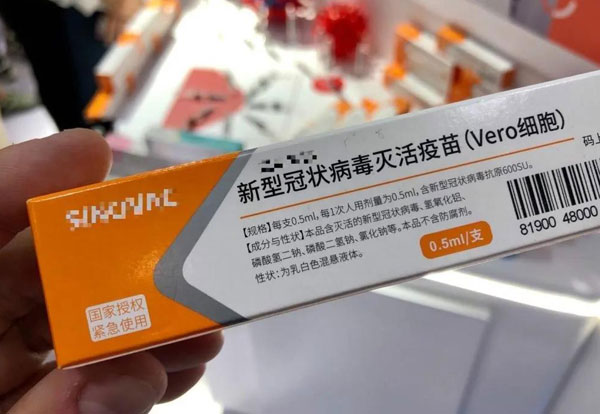 新型冠状病毒灭活疫苗(Vero细胞)
【规格】每支0.5ml,每1次人用剂量为0.5ml,含新型冠状病毒抗原600SU。
【成分与性状】本品含灭活的新型冠状病毒、氢氧化铝、
磷酸氢二钠、磷酸二氢钠、氯化钠等。本品不含防腐剂。
性状:为乳白色混悬液体。
0.5ml/支
国家授权
紧急使用
码上
81900 48000